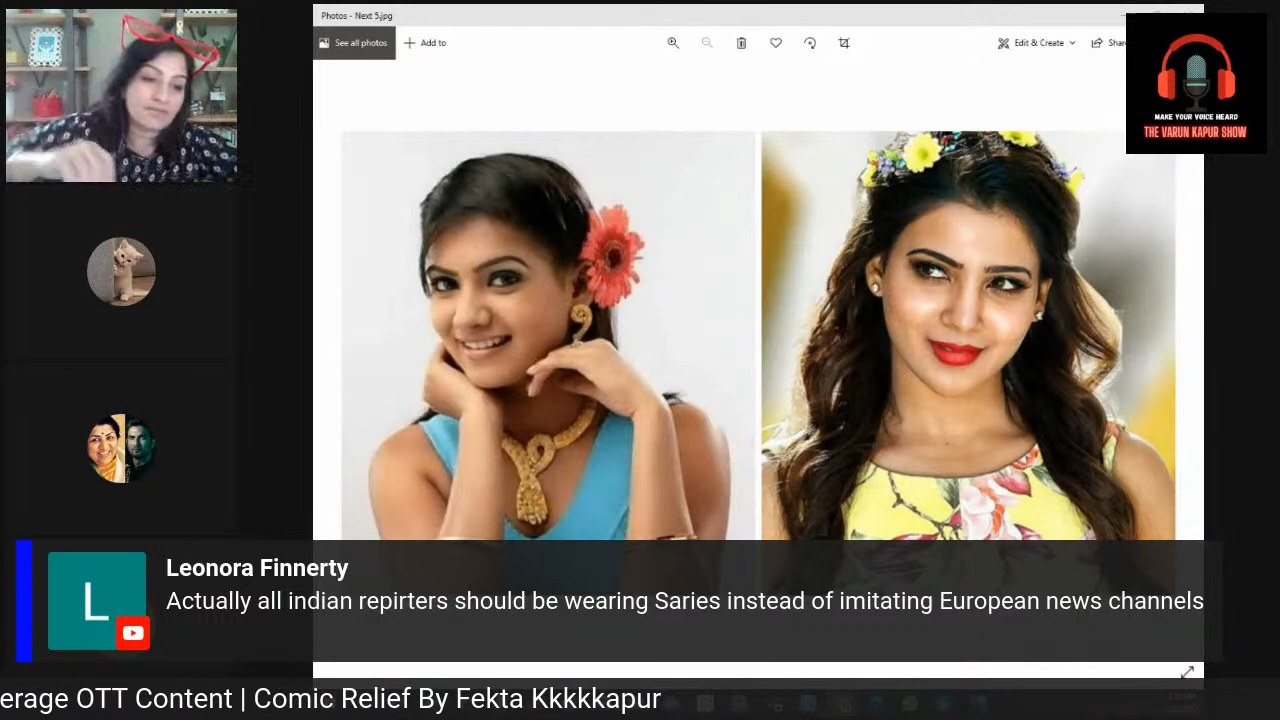 Photos - Next 5.jpg
See all photos
Add to
Edit & Create
Shar
MAKE YOUR VOICE HEARD
THE VARUN KAPUR SHOW
L
Leonora Finnerty
Actually all indian repirters should be wearing Saries instead of imitating European news channels
erage OTT Content | Comic Relief By Fekta Kkkkkapur